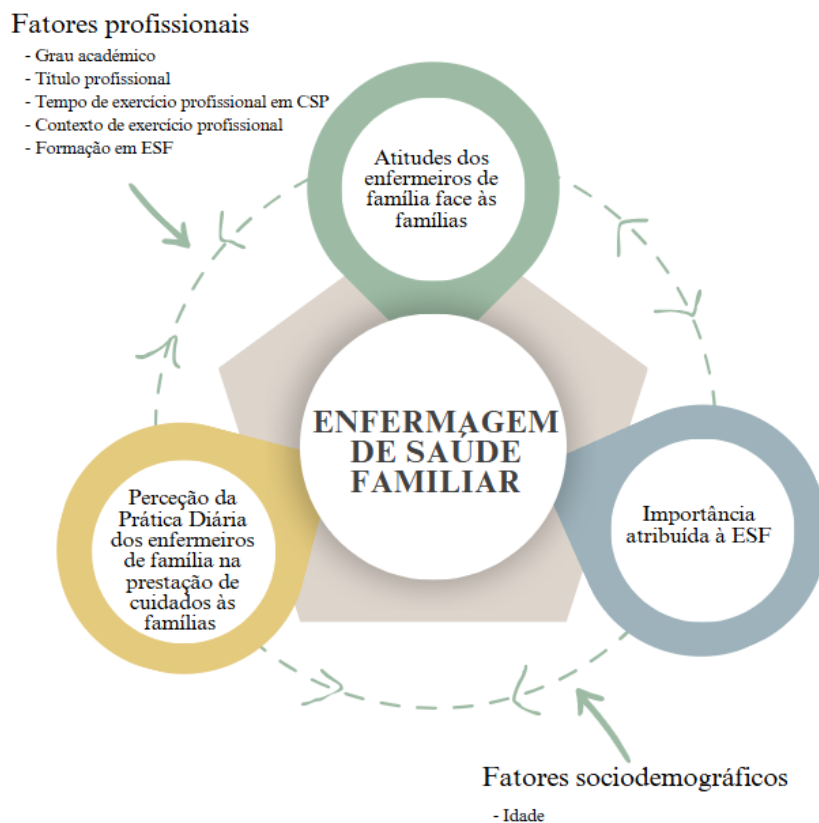 Fatores profissionais
- Grau académico
- Título profissional
- Tempo de exercício profissional em CSP
- Contexto de exercício profissional
- Formação em ESF
Atitudes dos
enfermeiros de
família face às
famílias
ENFERMAGEM
DE SAÚDE
FAMILIAR
Perceção da
Prática Diária
dos enfermeiros
de família na
prestação de
cuidados às
famílias
Importância
atribuída à ESF
Fatores sociodemográficos
- Idade